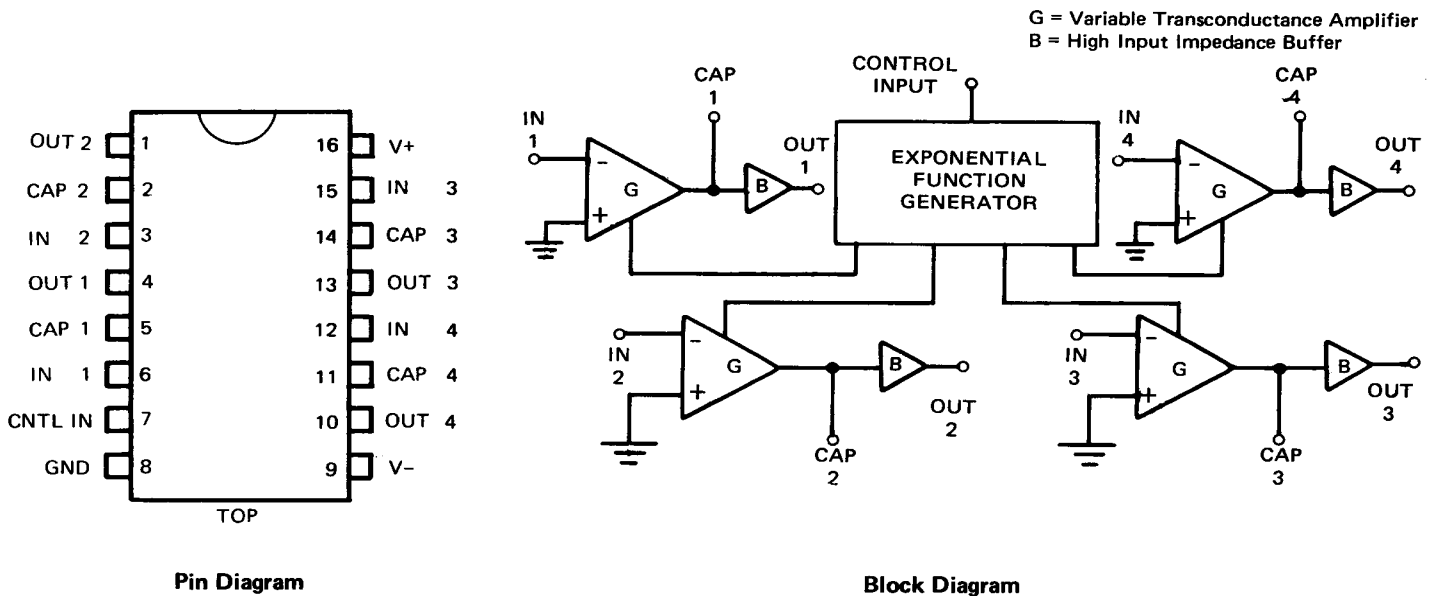 G = Variable Transconductance Amplifier
B = High Input Impedance Buffer
OUT 2 1
CAP 2 2
IN 2 3
OUT 1 4
CAP 1 5
IN 1 6
CNTL IN 7
GND 8
16 V+
15 IN 3
14 CAP 3
13 OUT 3
12 IN 4
11 CAP 4
10 OUT 4
9 V−
TOP
Pin Diagram
CONTROL
INPUT
EXPONENTIAL
FUNCTION
GENERATOR
IN
1
−
G
+
CAP
1
B
OUT
1
IN
4
−
G
+
CAP
4
B
OUT
4
IN
2
−
G
+
CAP
2
B
OUT
2
IN
3
−
G
+
CAP
3
B
OUT
3
Block Diagram